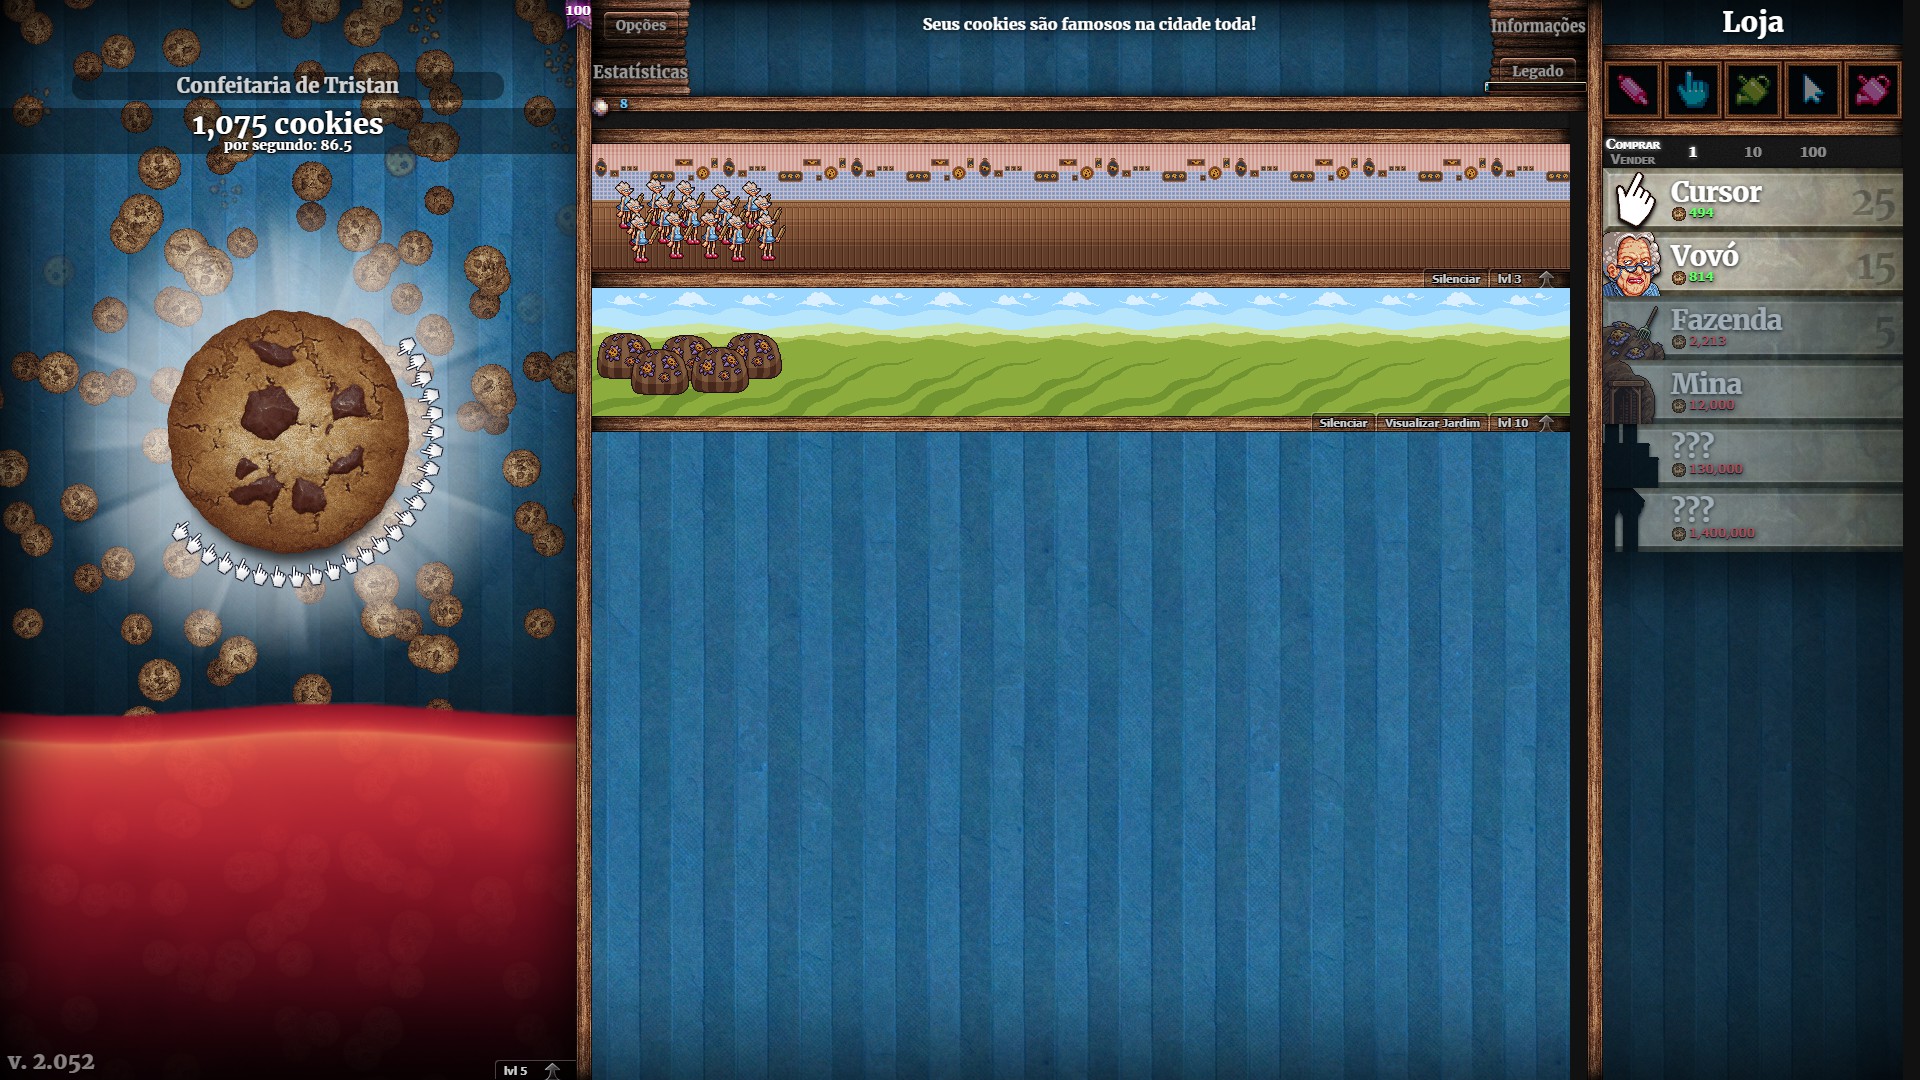 100
Confeitaria de Tristan
1,075 cookies
por segundo: 86.5
v. 2.052
lvl 5
Opções
Estatísticas
8
Seus cookies são famosos na cidade toda!
Informações
Legado
Silenciar
lvl 3
Silenciar
Visualizar Jardim
lvl 10
Loja
Comprar
Vender
1
10
100
Cursor
494
25
Vovó
814
15
Fazenda
2,213
5
Mina
12,000
???
130,000
???
1,400,000